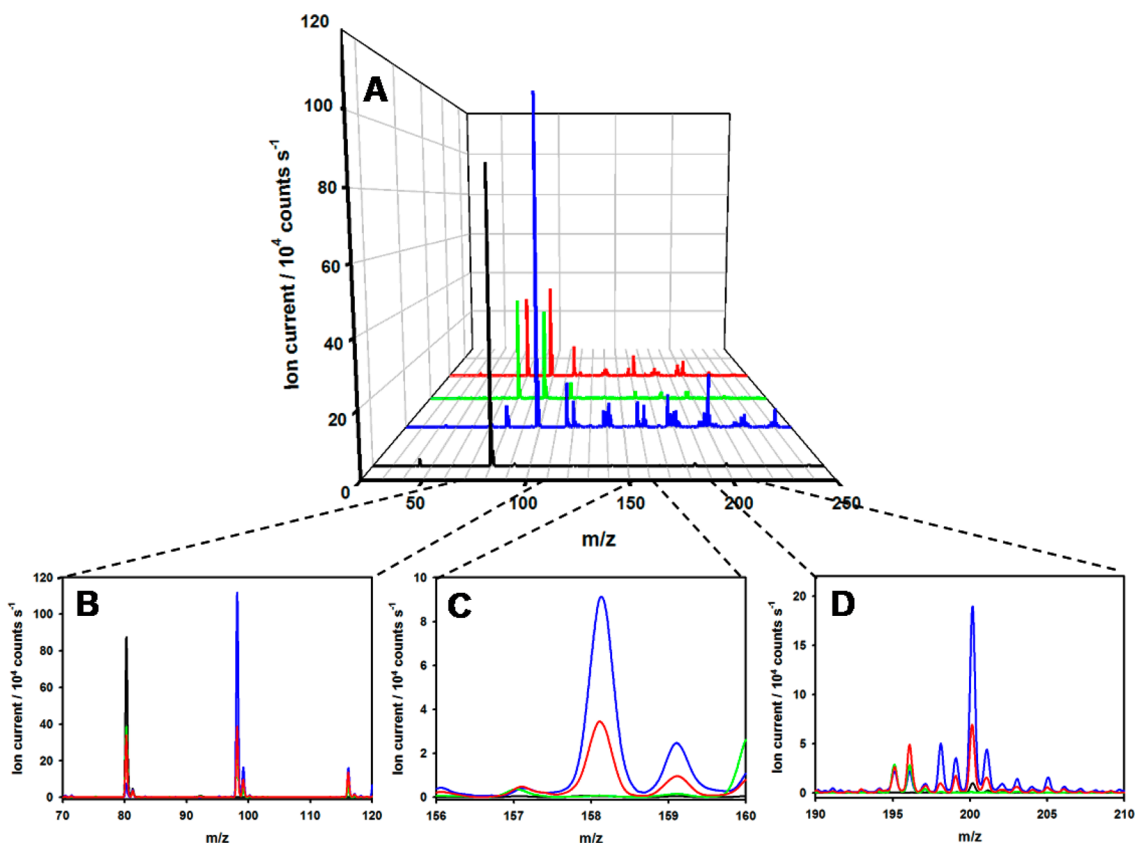 A
120
100
80
60
40
20
0
Ion current / 10⁴ counts s⁻¹
50
100
150
200
250
m/z
B
120
100
80
60
40
20
0
Ion current / 10⁴ counts s⁻¹
70 80 90 100 110 120
m/z
C
10
8
6
4
2
0
Ion current / 10⁴ counts s⁻¹
156 157 158 159 160
m/z
D
20
15
10
5
0
Ion current / 10⁴ counts s⁻¹
190 195 200 205 210
m/z